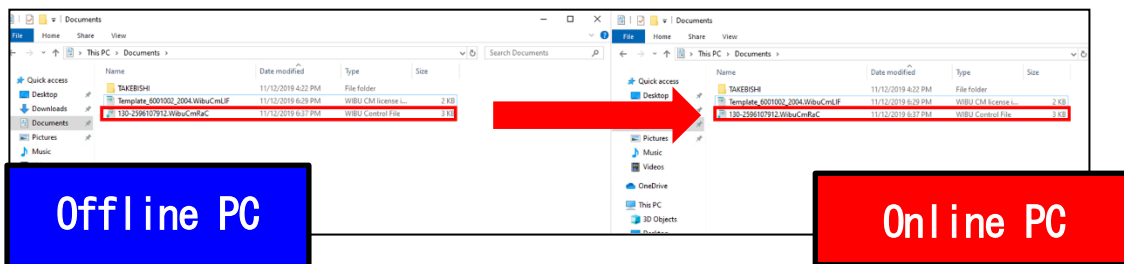 Documents
File Home Share View
This PC > Documents >
Search Documents
Name Date modified Type Size
Quick access
Desktop
Downloads
Documents
Pictures
Music
TAKEBISHI 11/12/2019 4:22 PM File folder
Template_6001002_2004.WibuCmLIF 11/12/2019 6:29 PM WIBU CM license i... 2 KB
130-2596107912.WibuCmRaC 11/12/2019 6:37 PM WIBU Control File 3 KB
Offline PC
Documents
File Home Share View
This PC > Documents >
Name Date modified Type Size
Quick access
Desktop
Pictures
Music
Videos
OneDrive
This PC
3D Objects
TAKEBISHI 11/12/2019 4:22 PM File folder
Template_6001002_2004.WibuCmLIF 11/12/2019 6:29 PM WIBU CM license i... 2 KB
130-2596107912.WibuCmRaC 11/12/2019 6:37 PM WIBU Control File 3 KB
Online PC